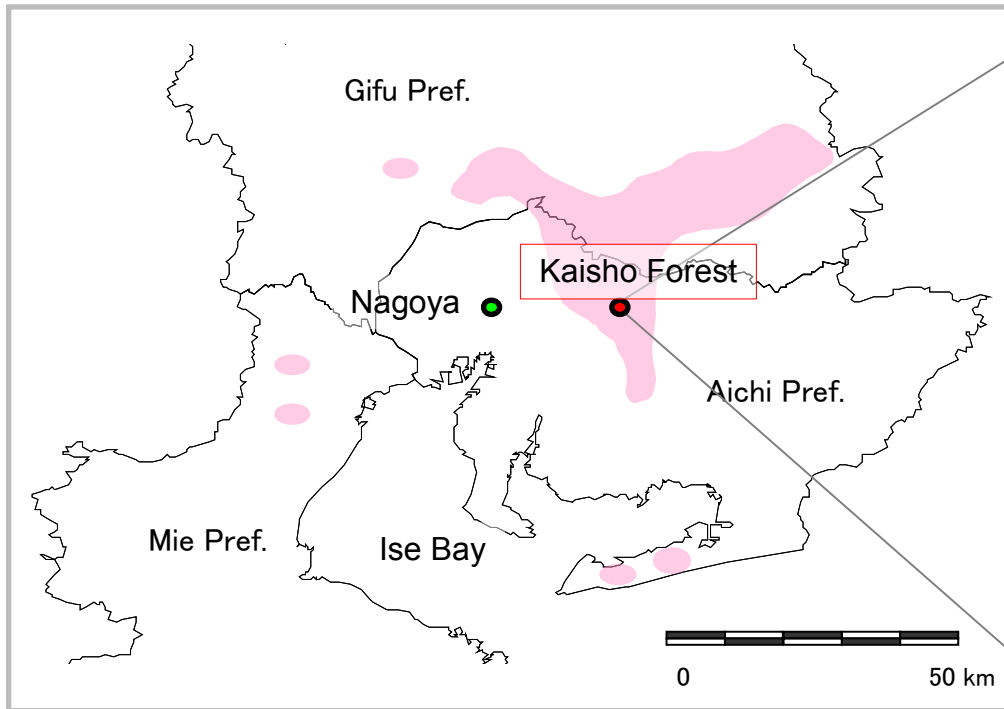 Gifu Pref.
Kaisho Forest
Nagoya
Aichi Pref.
Mie Pref.
Ise Bay
0
50 km